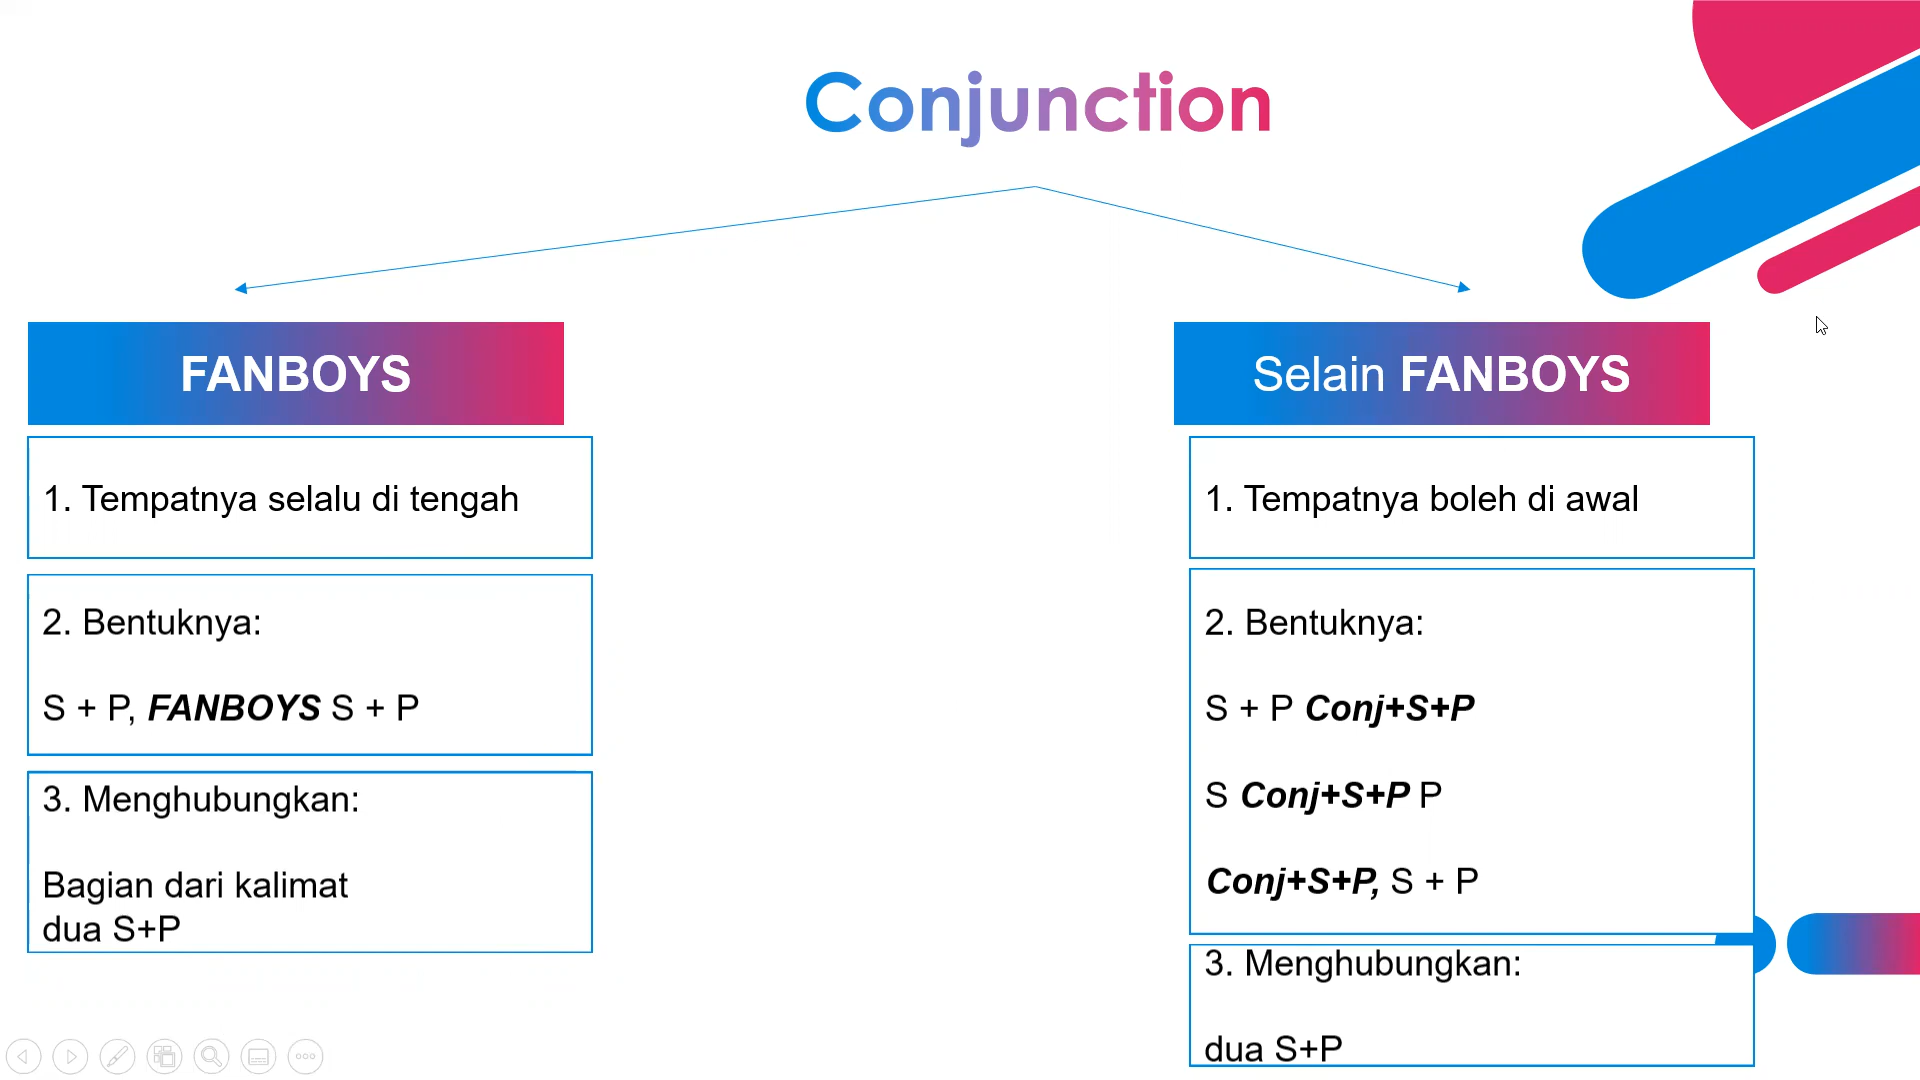 Conjunction
FANBOYS
1. Tempatnya selalu di tengah
2. Bentuknya:
S + P, FANBOYS S + P
3. Menghubungkan:
Bagian dari kalimat
dua S+P
Selain FANBOYS
1. Tempatnya boleh di awal
2. Bentuknya:
S + P Conj+S+P
S Conj+S+P P
Conj+S+P, S + P
3. Menghubungkan:
dua S+P